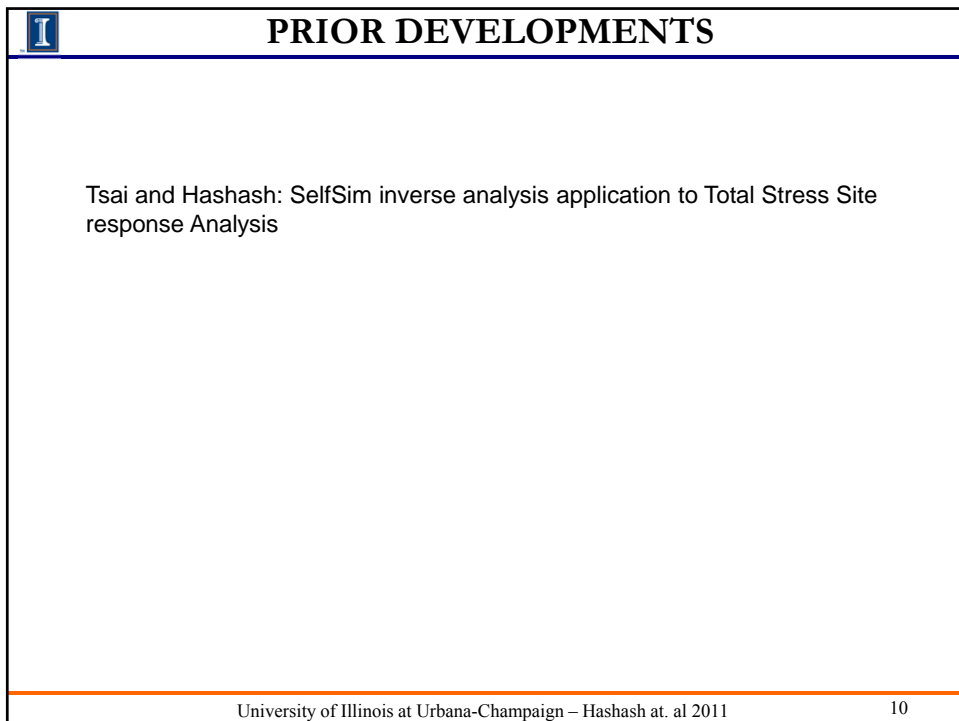 PRIOR DEVELOPMENTS
Tsai and Hashash: SelfSim inverse analysis application to Total Stress Site
response Analysis
University of Illinois at Urbana-Champaign – Hashash at. al 2011
10